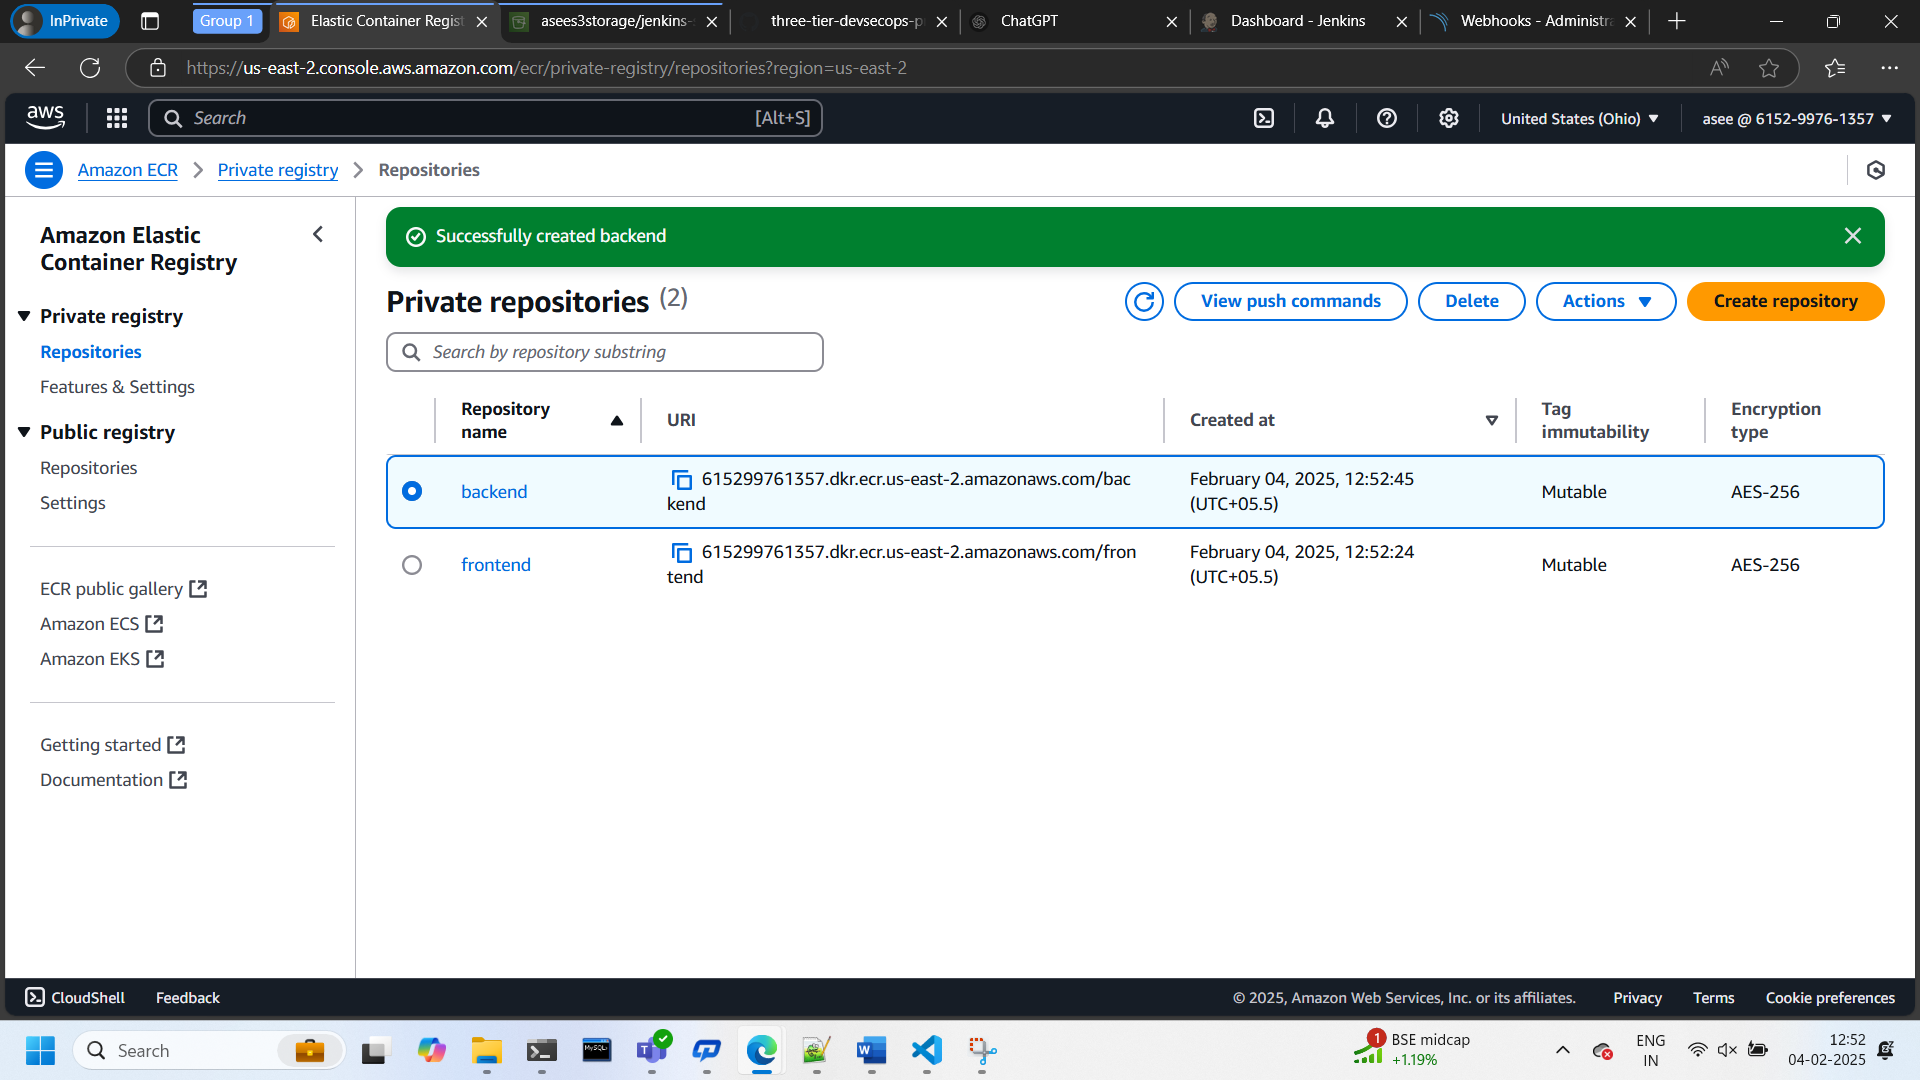 InPrivate
Group 1
Elastic Container Regist
asees3storage/jenkins-
three-tier-devsecops-p
ChatGPT
Dashboard - Jenkins
Webhooks - Administra
https://us-east-2.console.aws.amazon.com/ecr/private-registry/repositories?region=us-east-2
aws
Search
[Alt+S]
United States (Ohio)
asee @ 6152-9976-1357
Amazon ECR
Private registry
Repositories
Amazon Elastic
Container Registry
Private registry
Repositories
Features & Settings
Public registry
Repositories
Settings
ECR public gallery
Amazon ECS
Amazon EKS
Getting started
Documentation
Successfully created backend
Private repositories (2)
View push commands
Delete
Actions
Create repository
Search by repository substring
Repository
name
URI
Created at
Tag
immutability
Encryption
type
backend
615299761357.dkr.ecr.us-east-2.amazonaws.com/bac
kend
February 04, 2025, 12:52:45
(UTC+05.5)
Mutable
AES-256
frontend
615299761357.dkr.ecr.us-east-2.amazonaws.com/fron
tend
February 04, 2025, 12:52:24
(UTC+05.5)
Mutable
AES-256
CloudShell
Feedback
© 2025, Amazon Web Services, Inc. or its affiliates.
Privacy
Terms
Cookie preferences
Search
MySQL
1
BSE midcap
+1.19%
ENG
IN
12:52
04-02-2025